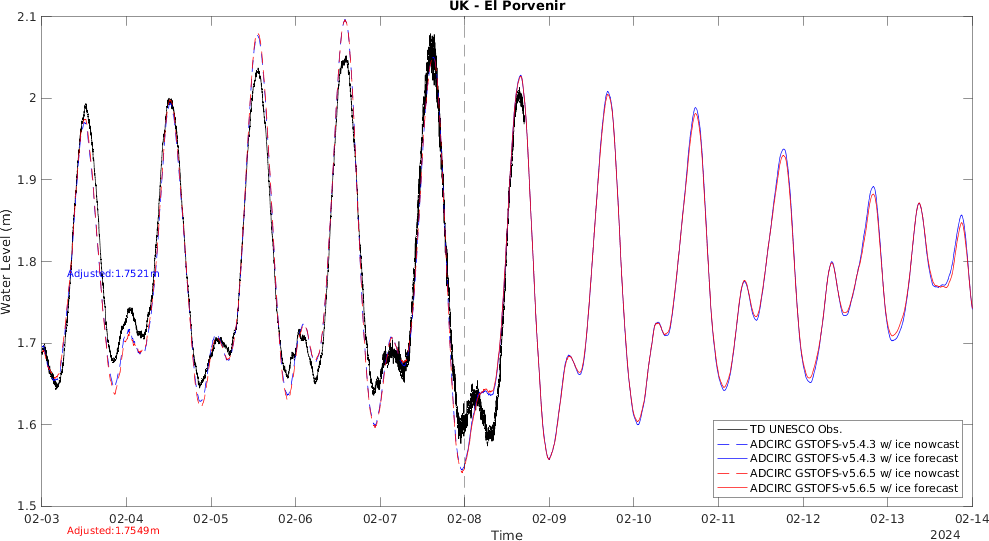 UK - El Porvenir
2.1
2
1.9
1.8
1.7
1.6
1.5
Water Level (m)
Adjusted:1.7521m
Adjusted:1.7549m
TD UNESCO Obs.
ADCIRC GSTOFS-v5.4.3 w/ ice nowcast
ADCIRC GSTOFS-v5.4.3 w/ ice forecast
ADCIRC GSTOFS-v5.6.5 w/ ice nowcast
ADCIRC GSTOFS-v5.6.5 w/ ice forecast
02-03 02-04 02-05 02-06 02-07 02-08 02-09 02-10 02-11 02-12 02-13 02-14
Time
2024